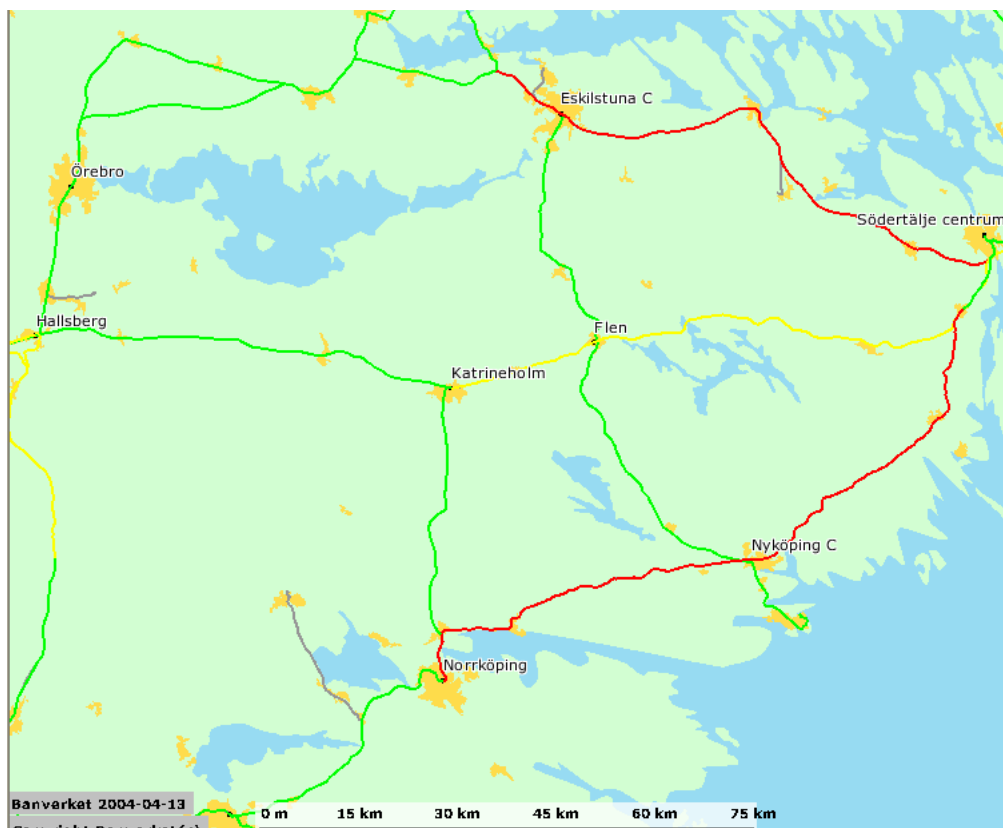 Eskilstuna C
Örebro
Södertälje centrum
Hallsberg
Flen
Katrineholm
Nyköping C
Norrköping
Banverket 2004-04-13
0 m 15 km 30 km 45 km 60 km 75 km